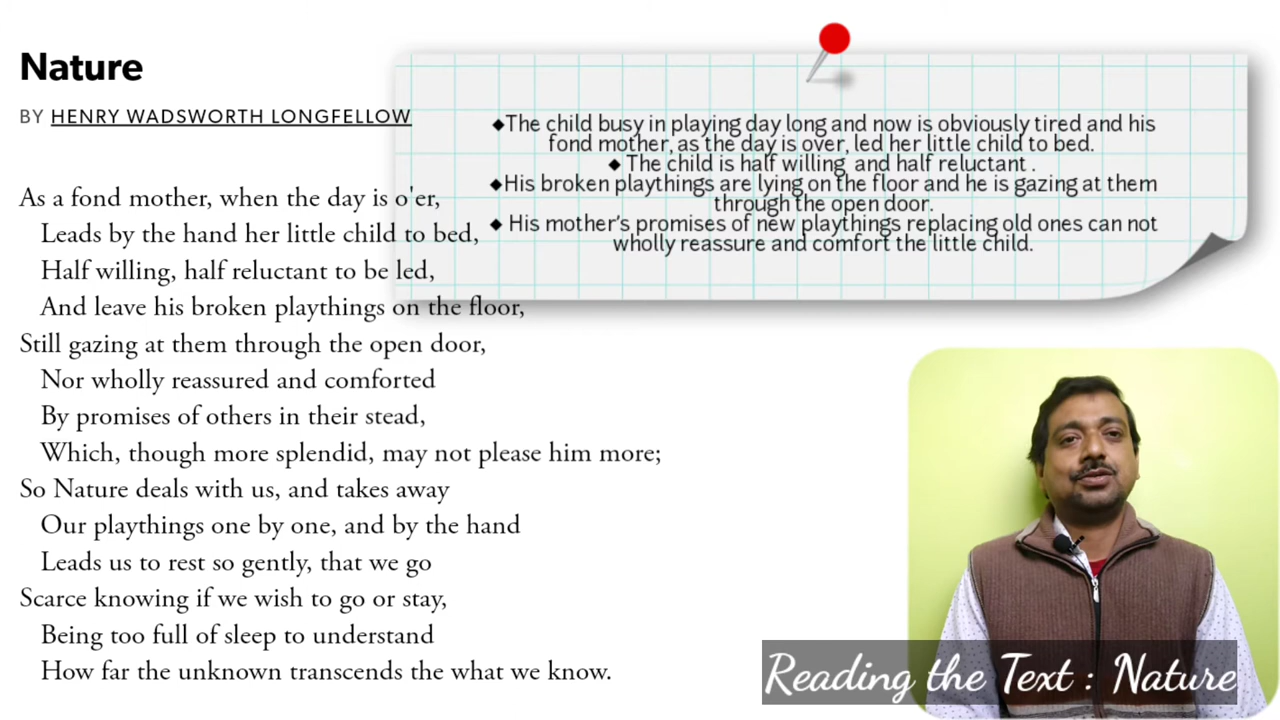 Nature
BY HENRY WADSWORTH LONGFELLOW
As a fond mother, when the day is o'er,
Leads by the hand her little child to bed,
Half willing, half reluctant to be led,
And leave his broken playthings on the floor,
Still gazing at them through the open door,
Nor wholly reassured and comforted
By promises of others in their stead,
Which, though more splendid, may not please him more;
So Nature deals with us, and takes away
Our playthings one by one, and by the hand
Leads us to rest so gently, that we go
Scarce knowing if we wish to go or stay,
Being too full of sleep to understand
How far the unknown transcends the what we know.
◆The child busy in playing day long and now is obviously tired and his
fond mother, as the day is over, led her little child to bed.
◆ The child is half willing and half reluctant .
◆His broken playthings are lying on the floor and he is gazing at them
through the open door.
◆ His mother's promises of new playthings replacing old ones can not
wholly reassure and comfort the little child.
Reading the Text : Nature